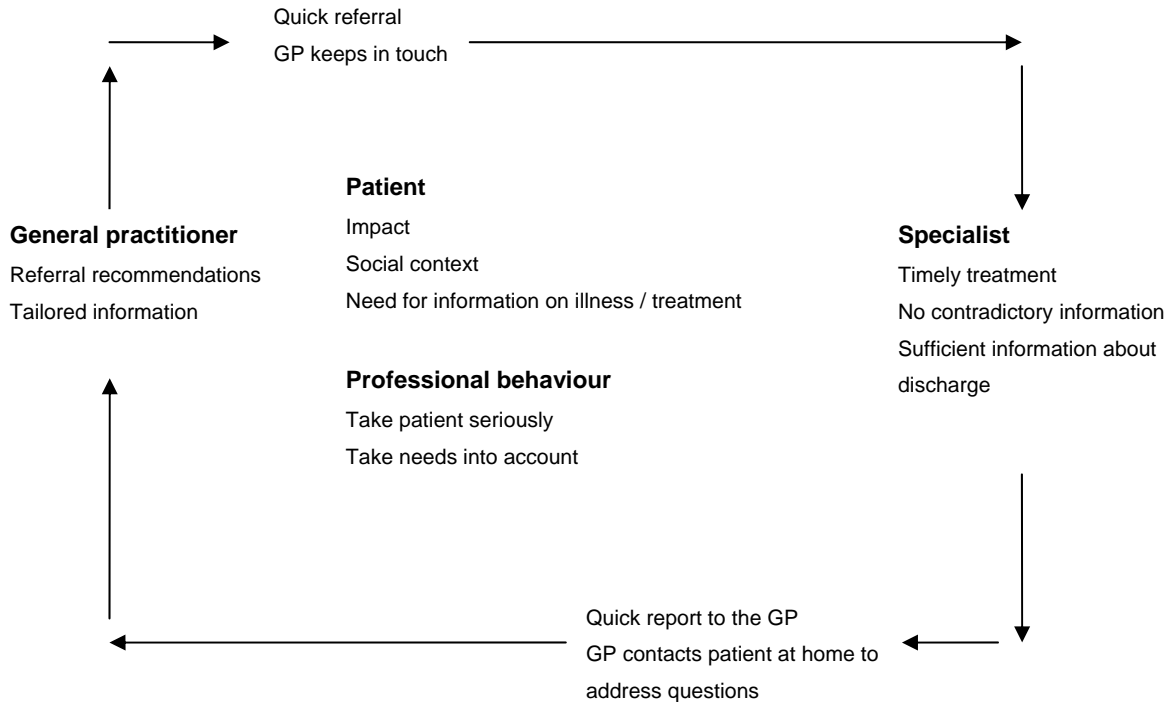 Quick referral
GP keeps in touch
Patient
Impact
Social context
Need for information on illness / treatment
General practitioner
Referral recommendations
Tailored information
Specialist
Timely treatment
No contradictory information
Sufficient information about
discharge
Professional behaviour
Take patient seriously
Take needs into account
Quick report to the GP
GP contacts patient at home to
address questions